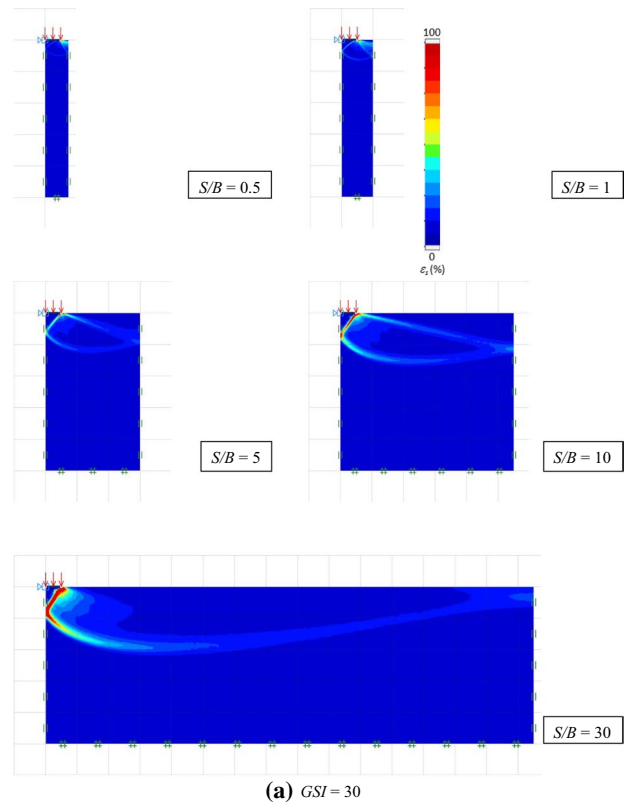 100
0
εs (%)
S/B = 0.5
S/B = 1
S/B = 5
S/B = 10
S/B = 30
(a) GSI = 30